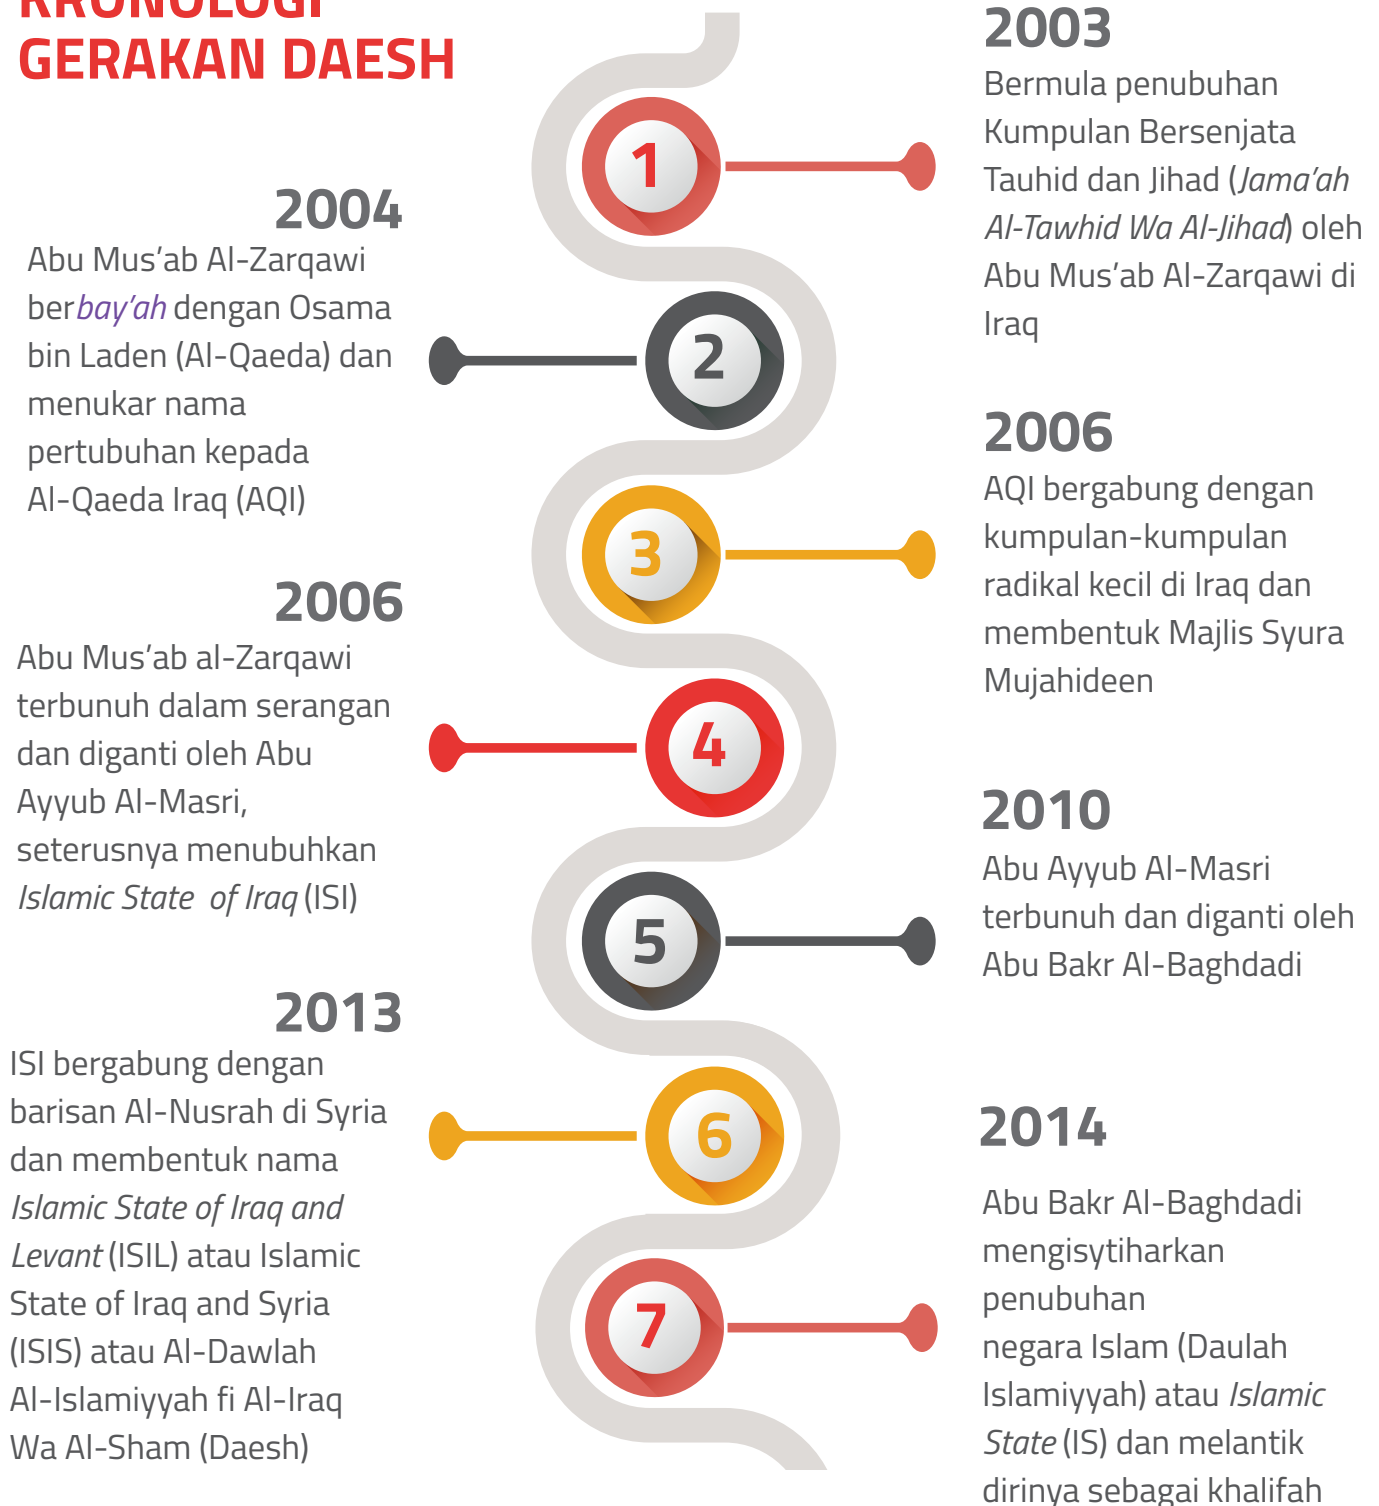 KRONOLOGI
GERAKAN DAESH
1
2003
Bermula penubuhan
Kumpulan Bersenjata
Tauhid dan Jihad (Jama’ah
Al-Tawhid Wa Al-Jihad) oleh
Abu Mus’ab Al-Zarqawi di
Iraq
2
2004
Abu Mus’ab Al-Zarqawi
berbay’ah dengan Osama
bin Laden (Al-Qaeda) dan
menukar nama
pertubuhan kepada
Al-Qaeda Iraq (AQI)
3
2006
AQI bergabung dengan
kumpulan-kumpulan
radikal kecil di Iraq dan
membentuk Majlis Syura
Mujahideen
4
2006
Abu Mus’ab al-Zarqawi
terbunuh dalam serangan
dan diganti oleh Abu
Ayyub Al-Masri,
seterusnya menubuhkan
Islamic State of Iraq (ISI)
5
2010
Abu Ayyub Al-Masri
terbunuh dan diganti oleh
Abu Bakr Al-Baghdadi
6
2013
ISI bergabung dengan
barisan Al-Nusrah di Syria
dan membentuk nama
Islamic State of Iraq and
Levant (ISIL) atau Islamic
State of Iraq and Syria
(ISIS) atau Al-Dawlah
Al-Islamiyyah fi Al-Iraq
Wa Al-Sham (Daesh)
7
2014
Abu Bakr Al-Baghdadi
mengisytiharkan
penubuhan
negara Islam (Daulah
Islamiyyah) atau Islamic
State (IS) dan melantik
dirinya sebagai khalifah